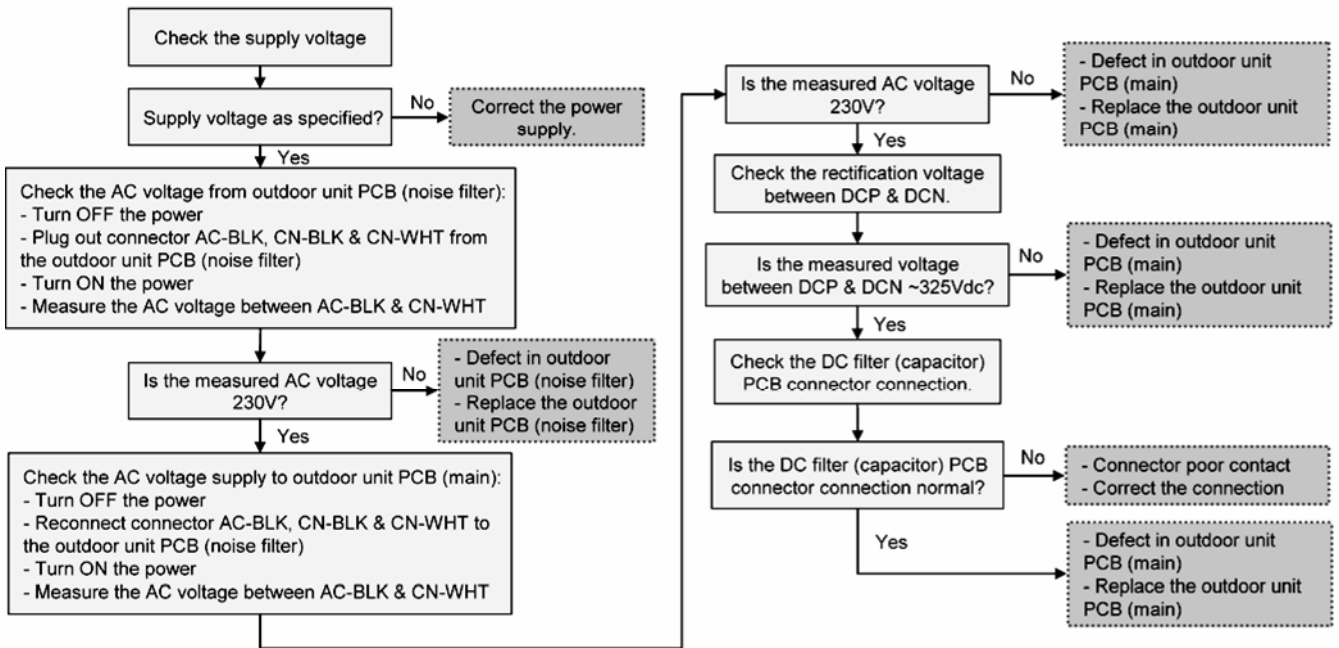 Check the supply voltage
Supply voltage as specified?
No
Correct the power
supply.
Yes
Check the AC voltage from outdoor unit PCB (noise filter):
- Turn OFF the power
- Plug out connector AC-BLK, CN-BLK & CN-WHT from
the outdoor unit PCB (noise filter)
- Turn ON the power
- Measure the AC voltage between AC-BLK & CN-WHT
Is the measured AC voltage
230V?
No
- Defect in outdoor
unit PCB (noise filter)
- Replace the outdoor
unit PCB (noise filter)
Yes
Check the AC voltage supply to outdoor unit PCB (main):
- Turn OFF the power
- Reconnect connector AC-BLK, CN-BLK & CN-WHT to
the outdoor unit PCB (noise filter)
- Turn ON the power
- Measure the AC voltage between AC-BLK & CN-WHT
Is the measured AC voltage
230V?
No
- Defect in outdoor unit
PCB (main)
- Replace the outdoor unit
PCB (main)
Yes
Check the rectification voltage
between DCP & DCN.
Is the measured voltage
between DCP & DCN ~325Vdc?
No
- Defect in outdoor unit
PCB (main)
- Replace the outdoor unit
PCB (main)
Yes
Check the DC filter (capacitor)
PCB connector connection.
Is the DC filter (capacitor) PCB
connector connection normal?
No
- Connector poor contact
- Correct the connection
Yes
- Defect in outdoor unit
PCB (main)
- Replace the outdoor unit
PCB (main)